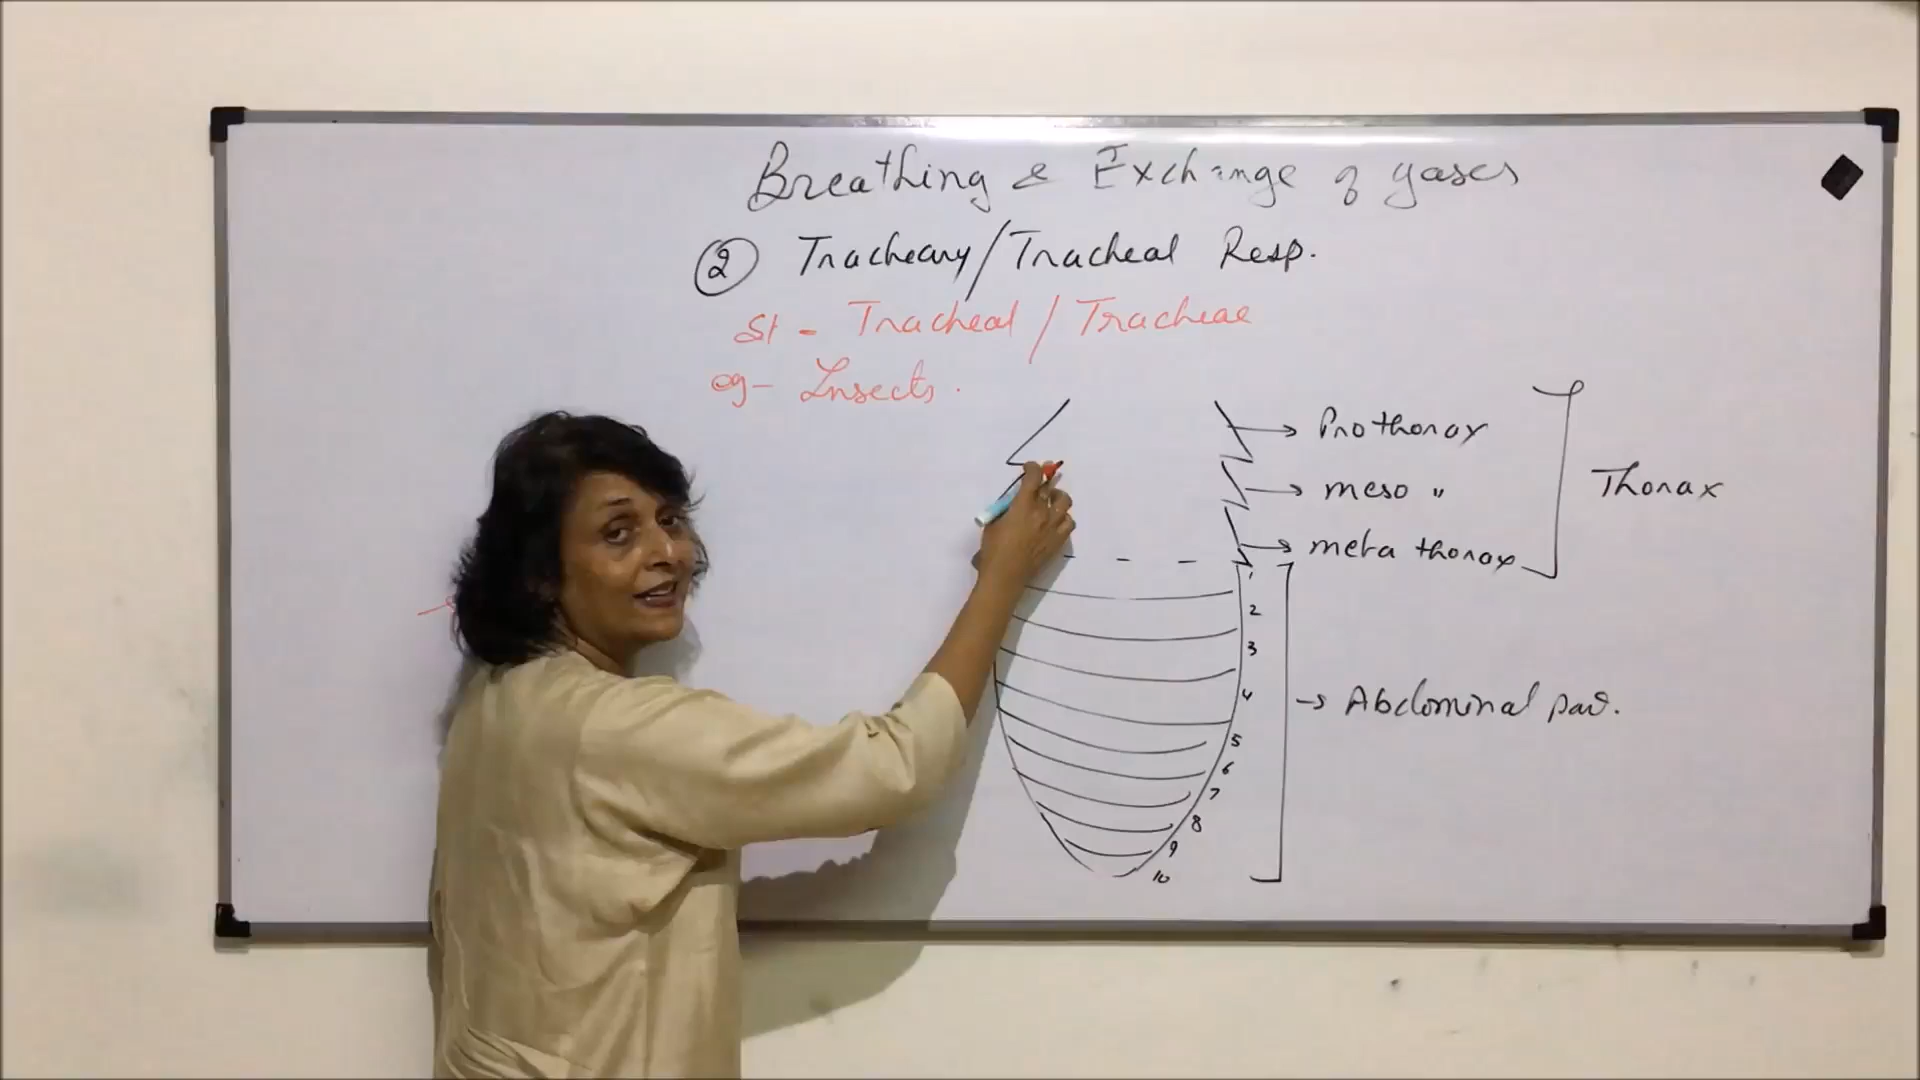 Breathing & Exchange of gases
② Tracheary/Tracheal Resp.
St - Tracheal / Tracheae
eg- Insects.
Prothorax
meso "
Thorax
meta thorax
1
2
3
4
Abdominal par.
5
6
7
8
9
10